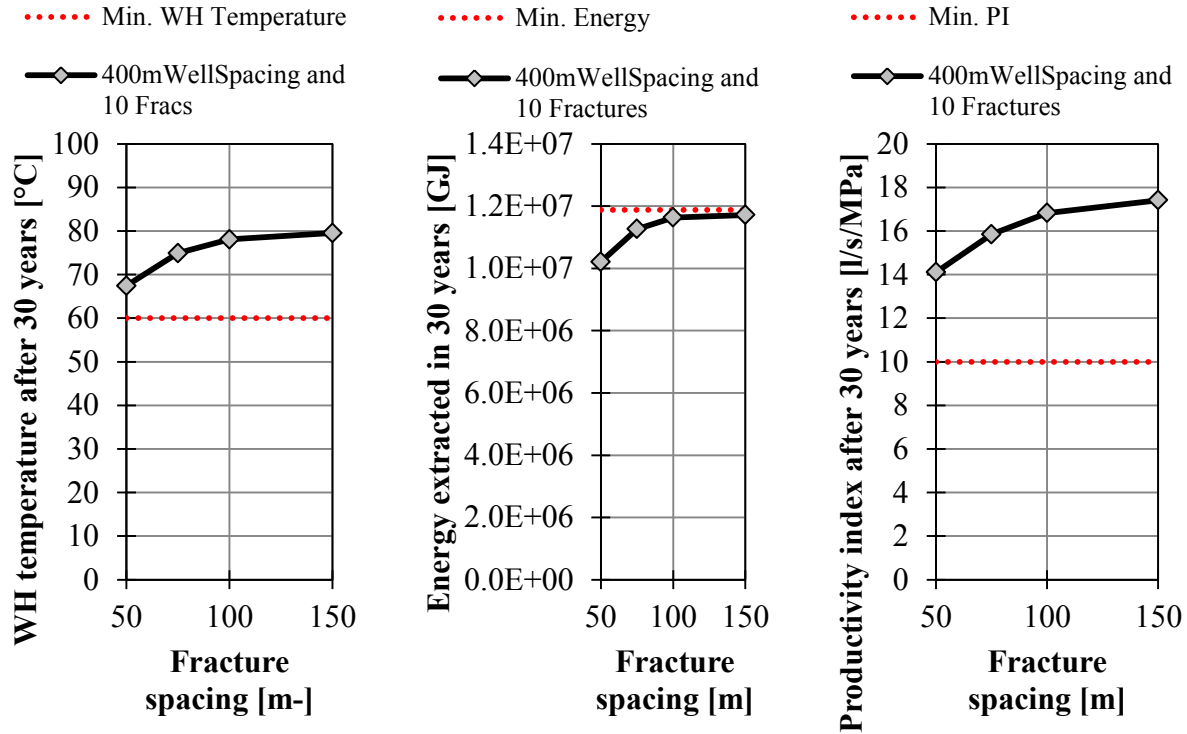 Min. WH Temperature
400mWellSpacing and
10 Fracs
WH temperature after 30 years [°C]
100
90
80
70
60
50
40
30
20
10
0
50
100
150
Fracture
spacing [m-]
Min. Energy
400mWellSpacing and
10 Fractures
Energy extracted in 30 years [GJ]
1.4E+07
1.2E+07
1.0E+07
8.0E+06
6.0E+06
4.0E+06
2.0E+06
0.0E+00
50
100
150
Fracture
spacing [m]
Min. PI
400mWellSpacing and
10 Fractures
Productivity index after 30 years [l/s/MPa]
20
18
16
14
12
10
8
6
4
2
0
50
100
150
Fracture
spacing [m]